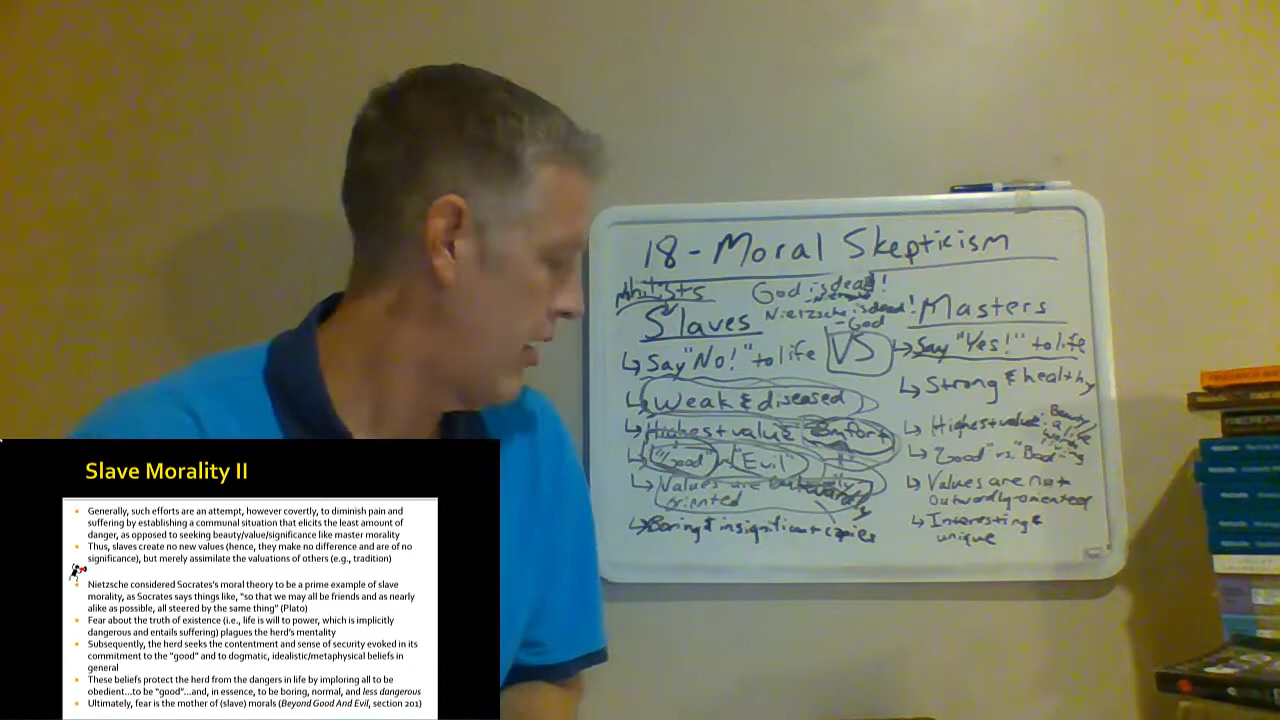 18 - Moral Skepticism
God is dead!
- Nietzsche
Nietzsche is dead!
- God
Slaves
VS
Masters
↳ Say "No!" to life
↳ Weak & diseased
↳ Highest value: Comfort
↳ "Good" vs "Evil"
↳ Values are outwardly
oriented
↳ Boring & insignificant copies
↳ Say "Yes!" to life
↳ Strong & healthy
↳ Highest value: Beauty,
a life
worth
living
↳ "Good" vs. "Bad"
↳ Values are not
outwardly-oriented
↳ Interesting &
unique
Slave Morality II
Generally, such efforts are an attempt, however covertly, to diminish pain and
suffering by establishing a communal situation that elicits the least amount of
danger, as opposed to seeking beauty/value/significance like master morality
Thus, slaves create no new values (hence, they make no difference and are of no
significance), but merely assimilate the valuations of others (e.g., tradition)
Nietzsche considered Socrates's moral theory to be a prime example of slave
morality, as Socrates says things like, "so that we may all be friends and as nearly
alike as possible, all steered by the same thing" (Plato)
Fear about the truth of existence (i.e., life is will to power, which is implicitly
dangerous and entails suffering) plagues the herd's mentality
Subsequently, the herd seeks the contentment and sense of security evoked in its
commitment to the "good" and to dogmatic, idealistic/metaphysical beliefs in
general
These beliefs protect the herd from the dangers in life by imploring all to be
obedient...to be "good"...and, in essence, to be boring, normal, and less dangerous
Ultimately, fear is the mother of (slave) morals (Beyond Good And Evil, section 201)